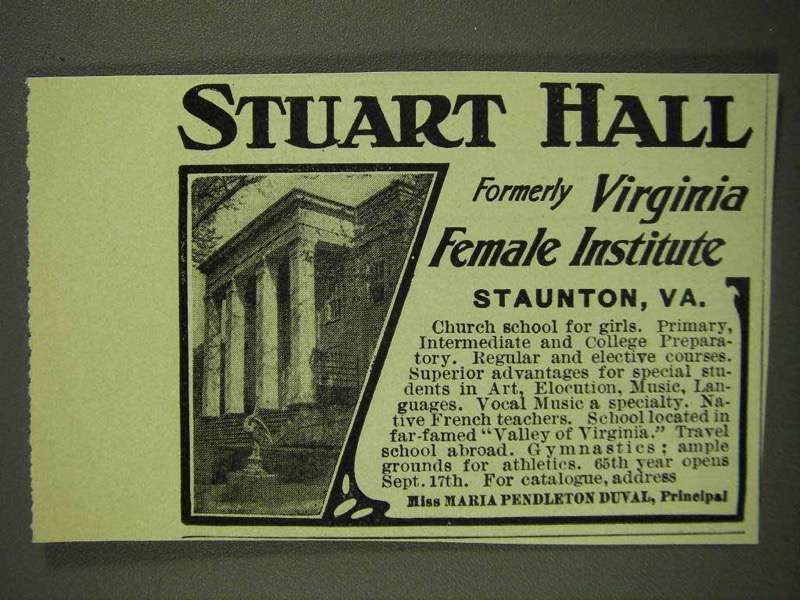 STUART HALL
Formerly Virginia
Female Institute
STAUNTON, VA.
Church school for girls. Primary,
Intermediate and College Prepara-
tory. Regular and elective courses.
Superior advantages for special stu-
dents in Art, Elocution, Music, Lan-
guages. Vocal Music a specialty. Na-
tive French teachers. School located in
far-famed "Valley of Virginia." Travel
school abroad. Gymnastics; ample
grounds for athletics. 65th year opens
Sept. 17th. For catalogue, address
Miss MARIA PENDLETON DUVAL, Principal